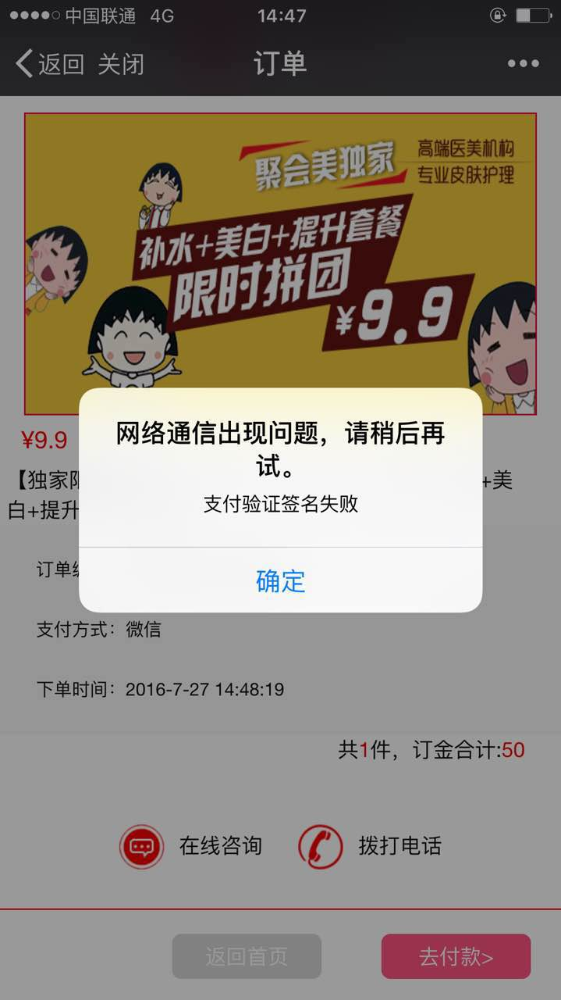 中国联通 4G 14:47
返回 关闭 订单
聚会美独家
高端医美机构
专业皮肤护理
补水+美白+提升套餐
限时拼团
¥9.9
¥9.9
网络通信出现问题，请稍后再
试。
支付验证签名失败
确定
【独家
+美
白+提升
订单
支付方式：微信
下单时间：2016-7-27 14:48:19
共1件，订金合计:50
在线咨询 拨打电话
返回首页 去付款>